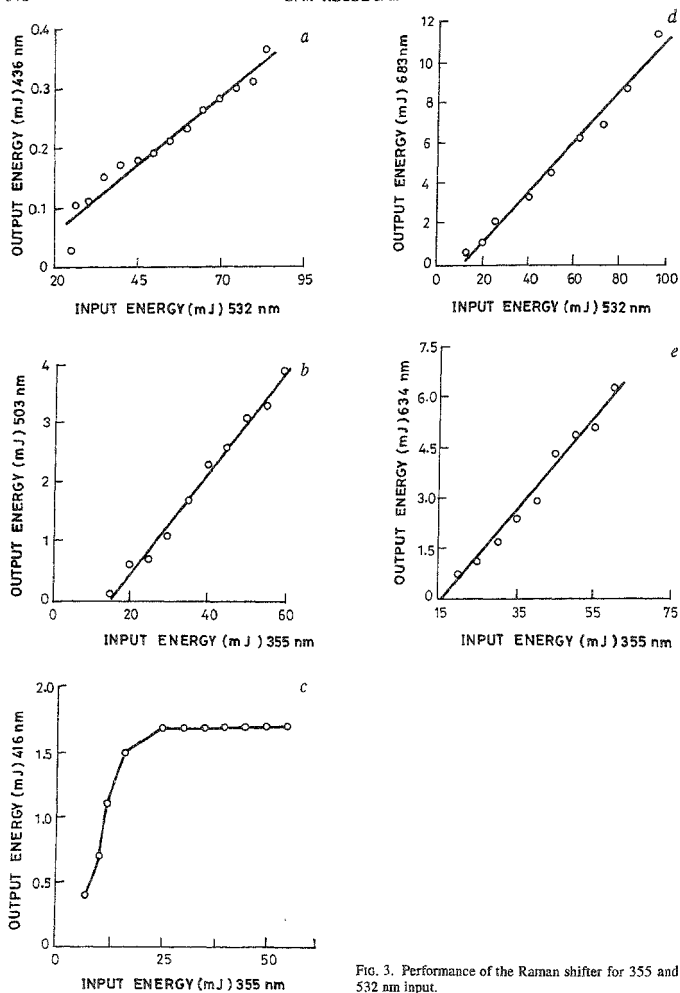 a
OUTPUT ENERGY (mJ) 436 nm
0.4
0.3
0.2
0.1
0
20 45 70 95
INPUT ENERGY (mJ) 532 nm
d
OUTPUT ENERGY (mJ) 683 nm
12
10
8
6
4
2
0
0 20 40 60 80 100
INPUT ENERGY (mJ) 532 nm
b
OUTPUT ENERGY (mJ) 503 nm
4
3
2
1
0
0 20 40 60
INPUT ENERGY (mJ) 355 nm
e
OUTPUT ENERGY (mJ) 634 nm
7.5
6.0
4.5
3.0
1.5
0
15 35 55 75
INPUT ENERGY (mJ) 355 nm
c
OUTPUT ENERGY (mJ) 416 nm
2.0
1.5
1.0
0.5
0
0 25 50
INPUT ENERGY (mJ) 355 nm
FIG. 3. Performance of the Raman shifter for 355 and
532 nm input.